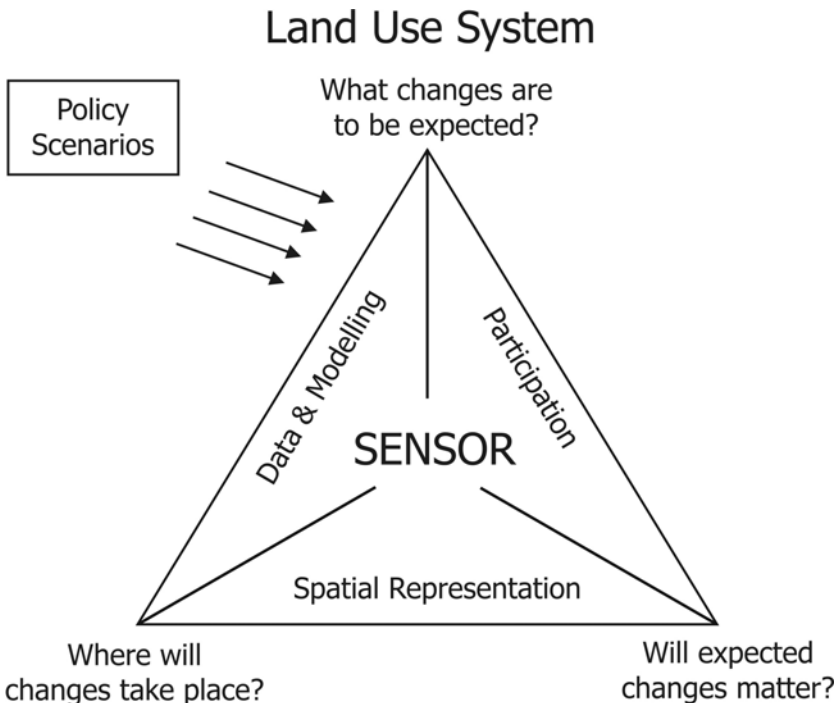 Land Use System
Policy
Scenarios
What changes are
to be expected?
Data & Modelling
Participation
SENSOR
Spatial Representation
Where will
changes take place?
Will expected
changes matter?